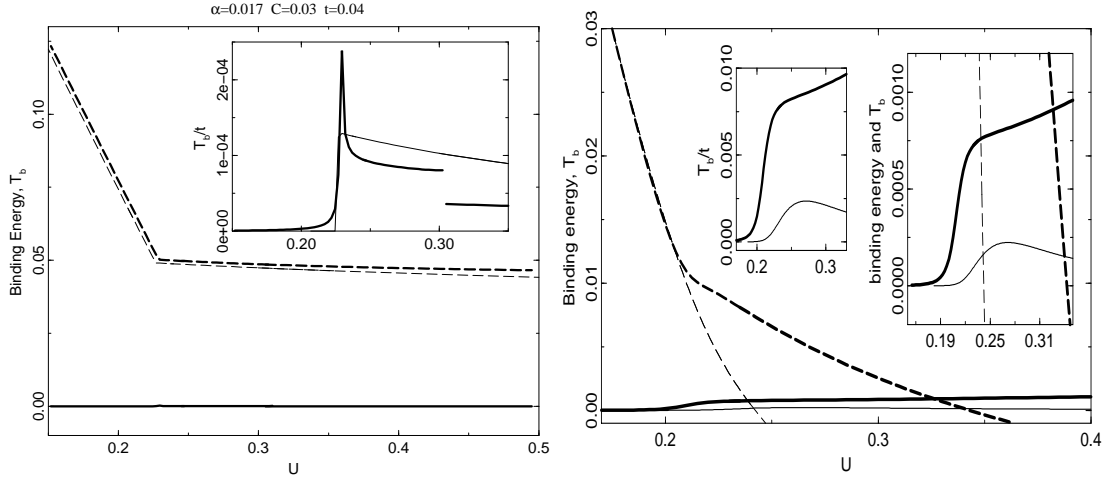 α=0.017 C=0.03 t=0.04
Binding Energy, T_b
0.00
0.05
0.10
0.2
0.3
0.4
0.5
U
T_b/t
0e+00
1e-04
2e-04
0.20
0.30
Binding energy, T_b
0.00
0.01
0.02
0.03
0.2
0.3
0.4
U
T_b/t
0.000
0.005
0.010
0.2
0.3
binding energy and T_b
0.0000
0.0005
0.0010
0.19
0.25
0.31